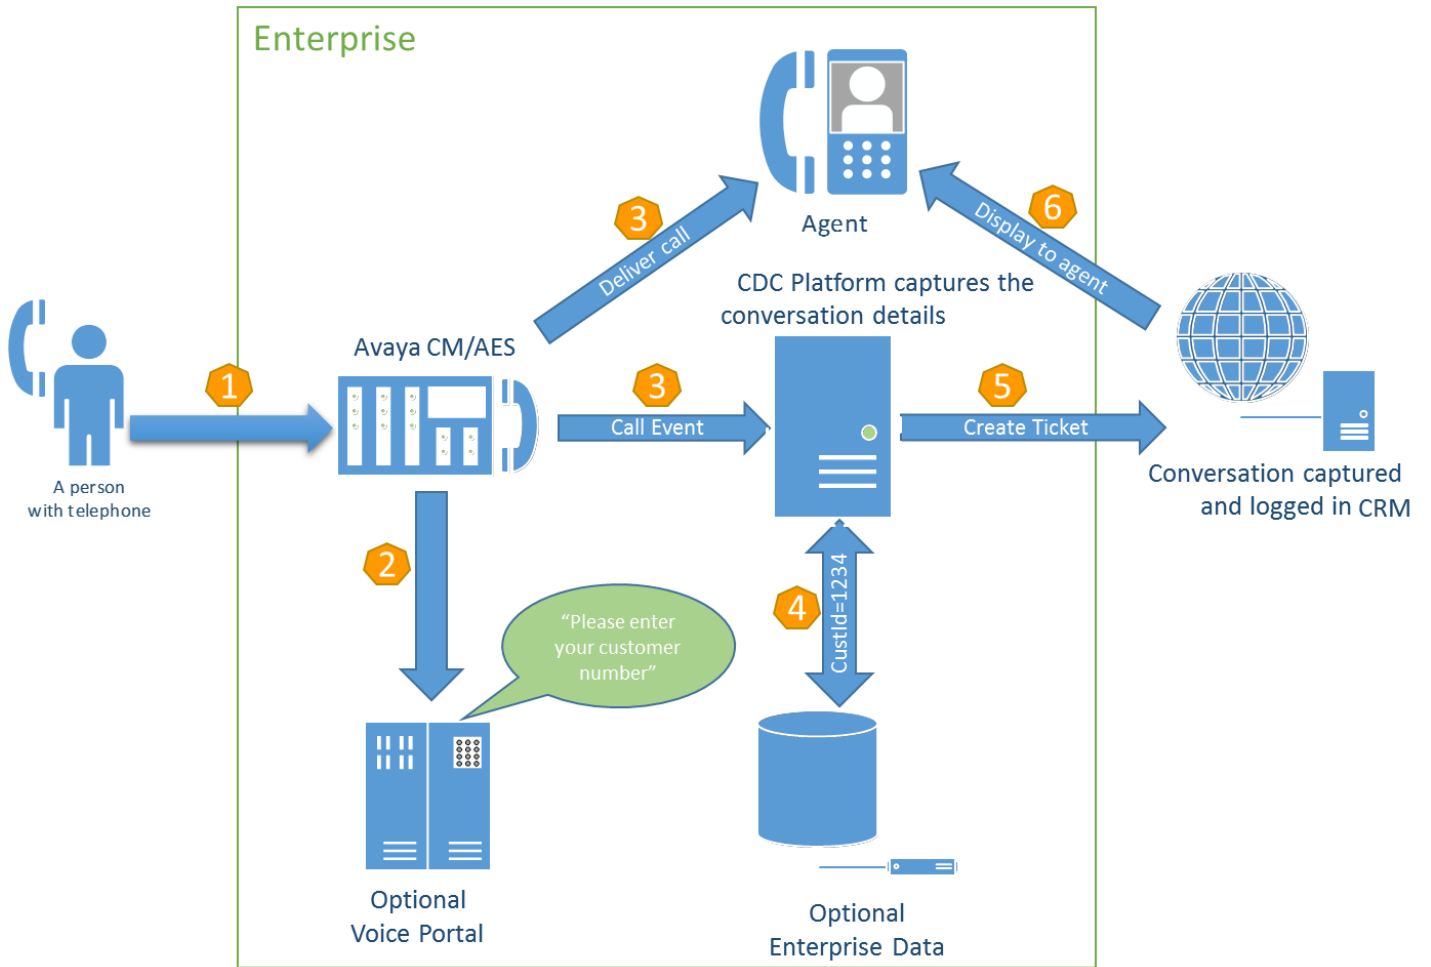 Enterprise
Agent
3
Deliver call
6
Display to agent
CDC Platform captures the
conversation details
Avaya CM/AES
1
3
Call Event
5
Create Ticket
A person
with telephone
Conversation captured
and logged in CRM
2
4
CustId=1234
“Please enter
your customer
number”
Optional
Voice Portal
Optional
Enterprise Data